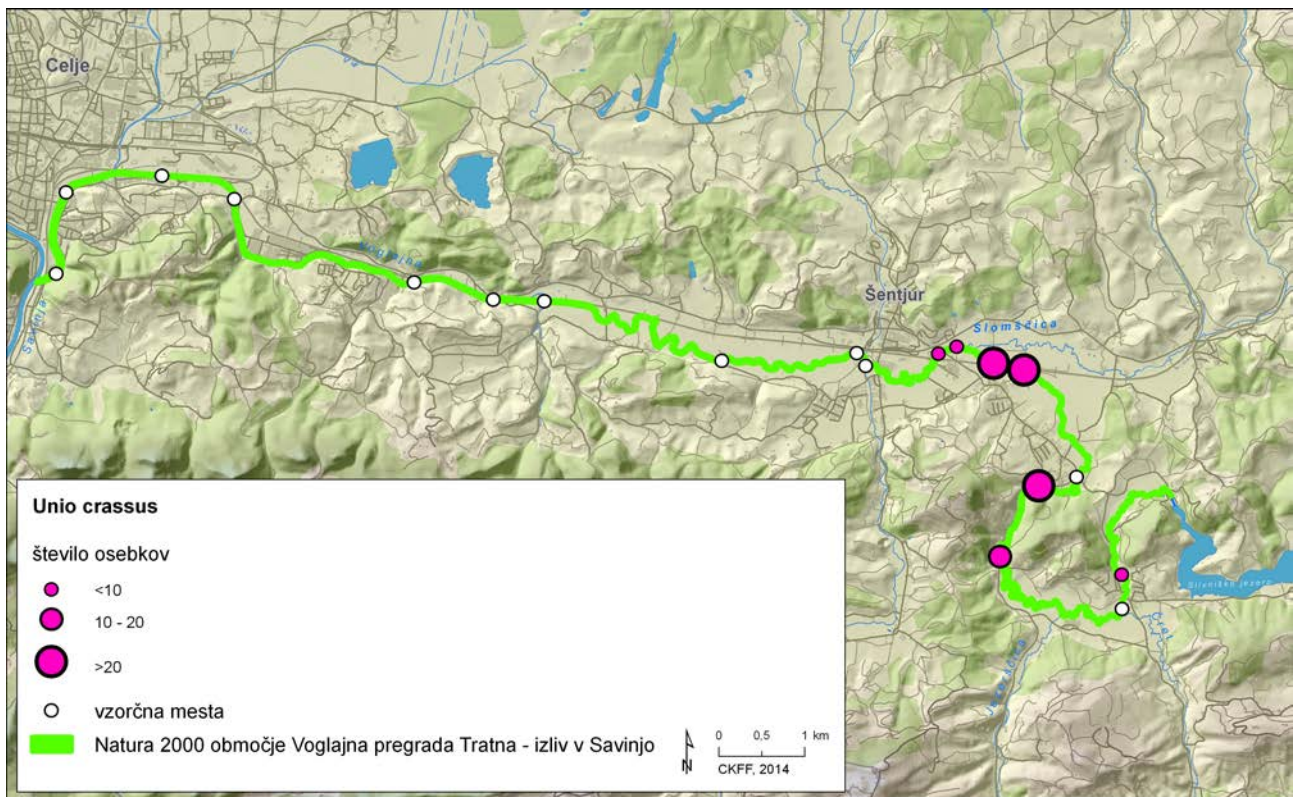 Celje
Voglajna
Savinja
Šentjur
Slomščica
Slivniško jezero
Jezerščica
Unio crassus
število osebkov
<10
10 - 20
>20
vzorčna mesta
Natura 2000 območje Voglajna pregrada Tratna - izliv v Savinjo
N
0 0,5 1 km
CKFF, 2014